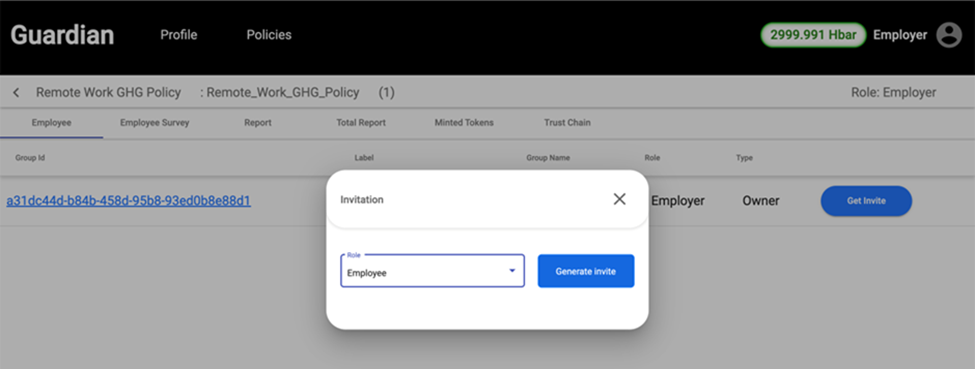 Guardian Profile Policies 2999.991 Hbar Employer
Remote Work GHG Policy : Remote_Work_GHG_Policy (1) Role: Employer
Employee Employee Survey Report Total Report Minted Tokens Trust Chain
Group Id Label Group Name Role Type
a31dc44d-b84b-458d-95b8-93ed0b8e88d1 Employer Owner Get Invite
Invitation
Role
Employee Generate invite